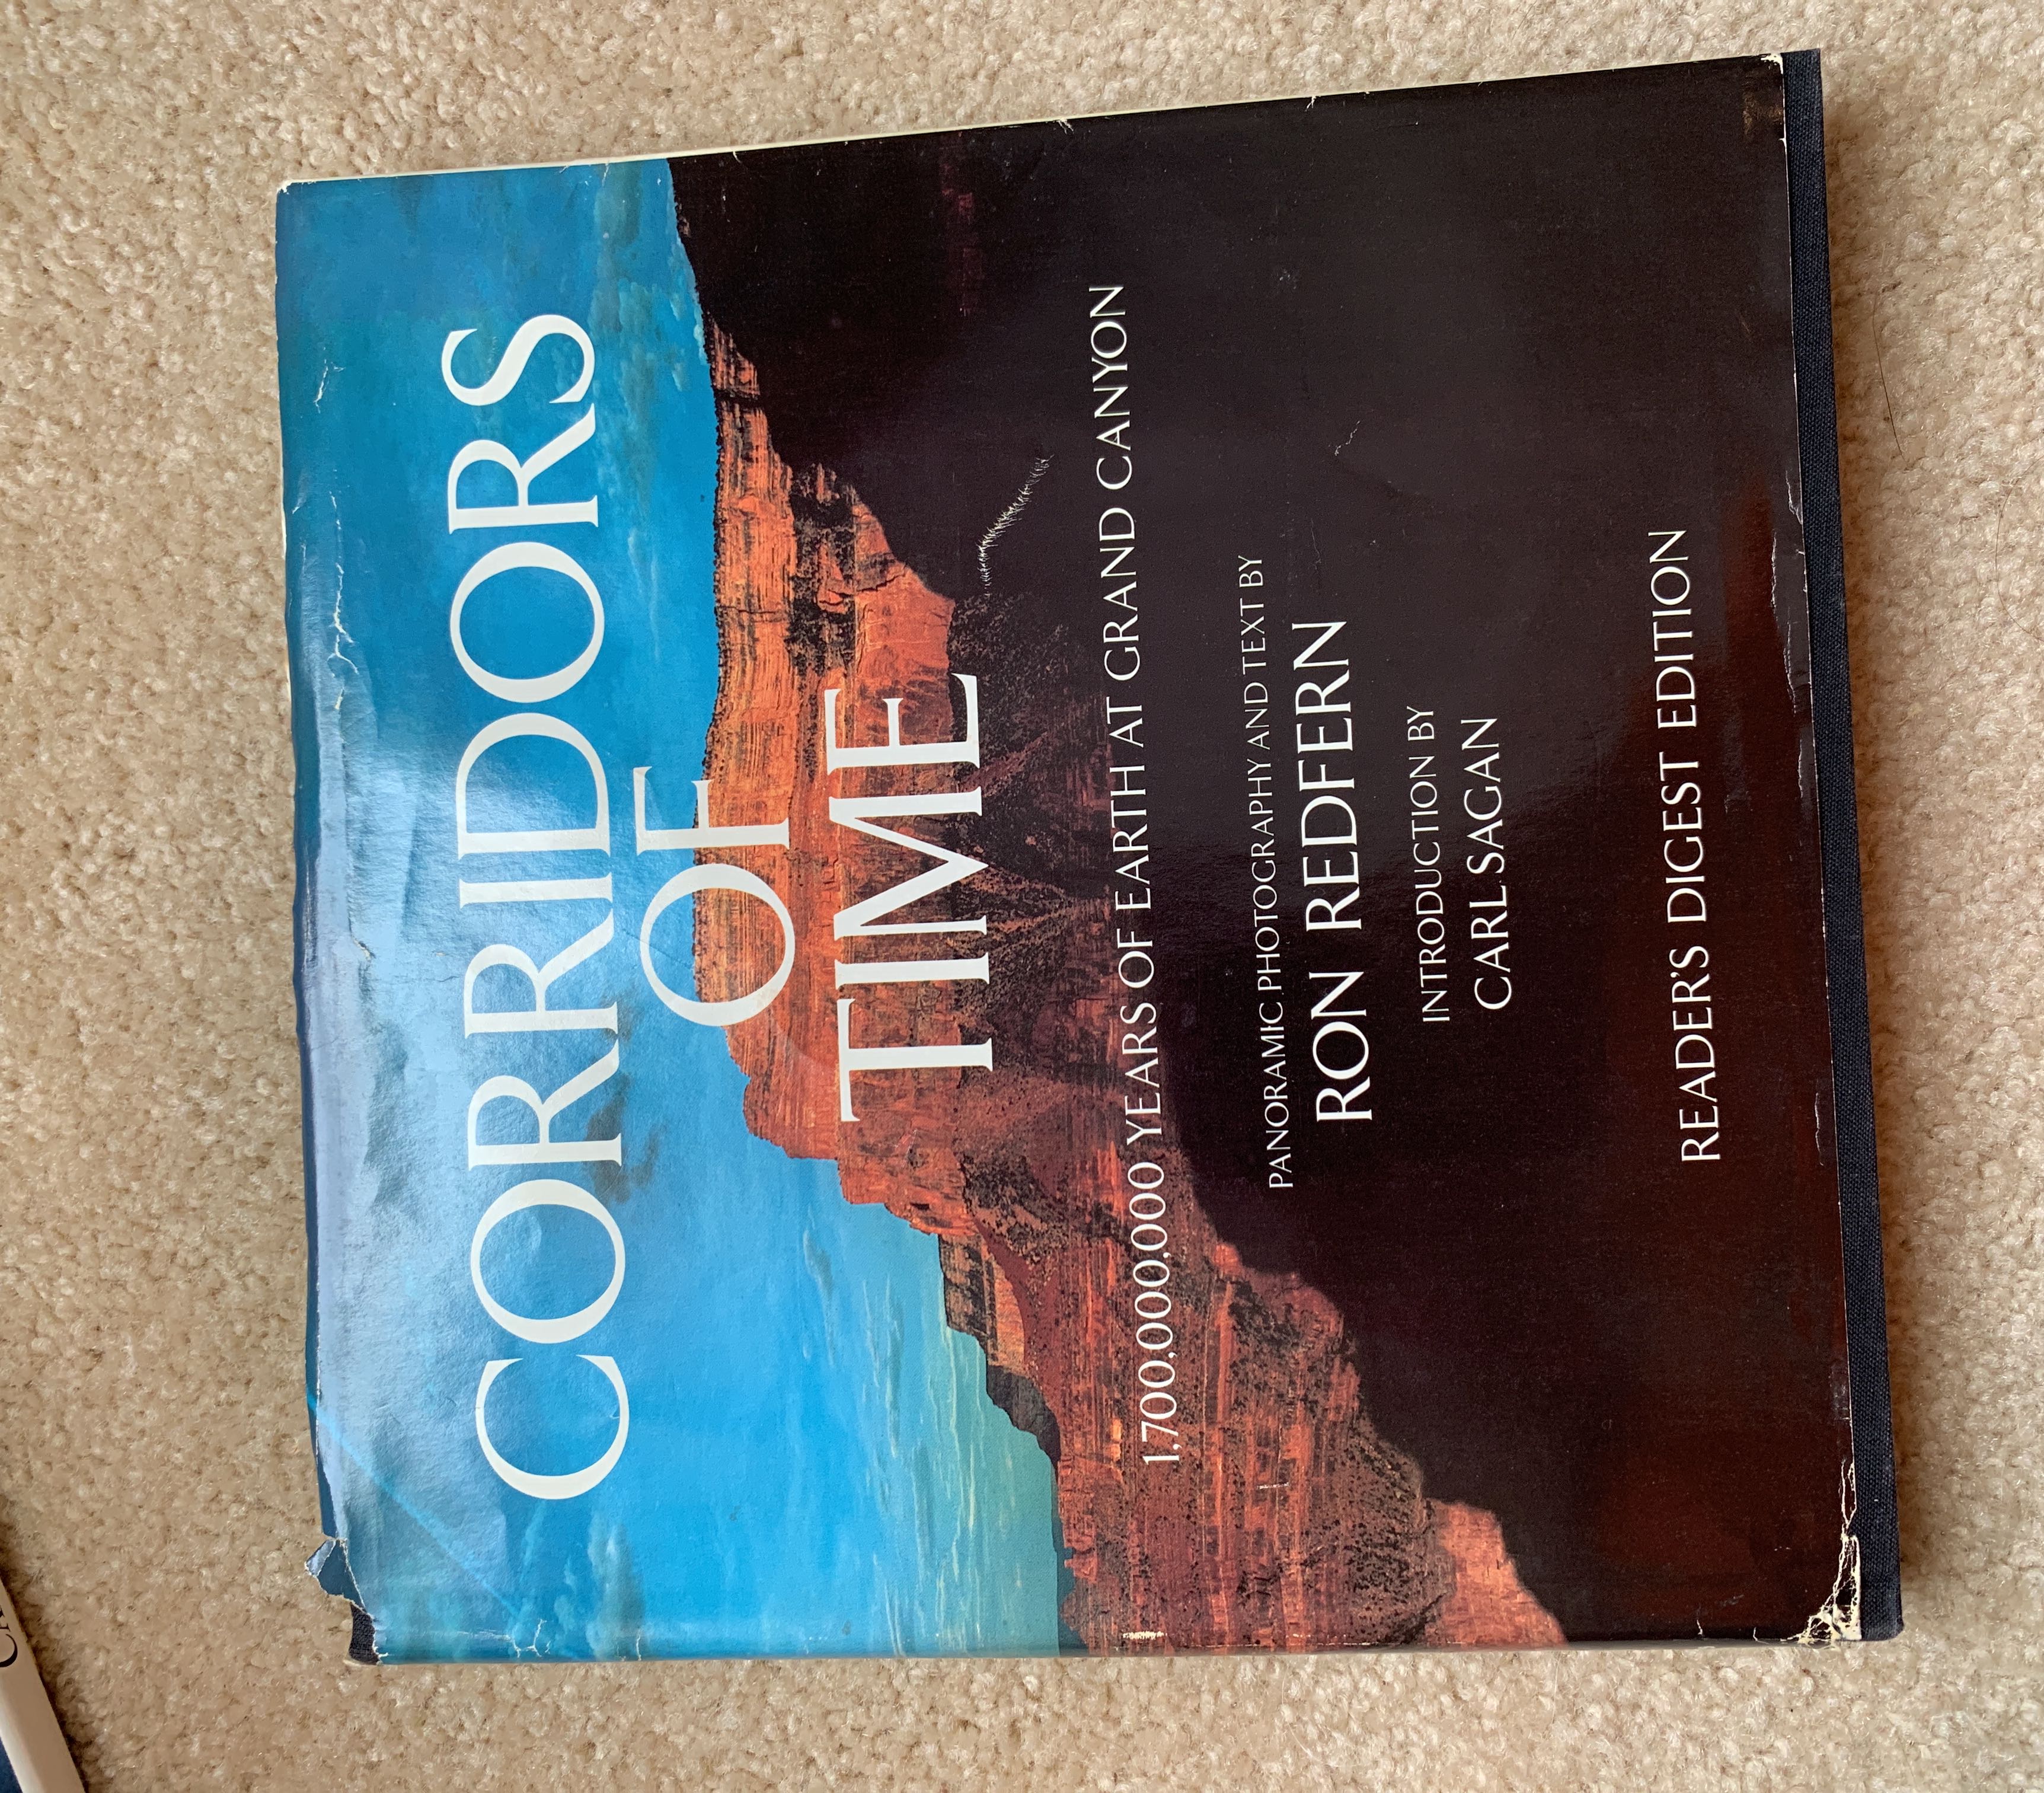 CORRIDORS
OF
TIME
1,700,000,000 YEARS OF EARTH AT GRAND CANYON
PANORAMIC PHOTOGRAPHY AND TEXT BY
RON REDFERN
INTRODUCTION BY
CARL SAGAN
READER'S DIGEST EDITION